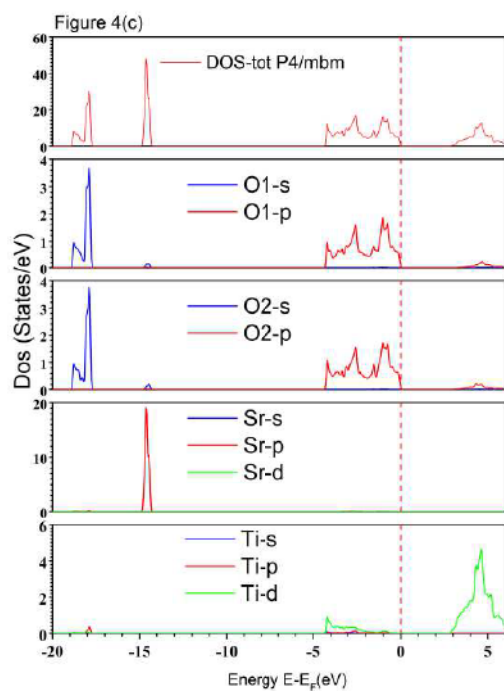 Figure 4(c)
60
40
20
0
DOS-tot P4/mbm
4
3
2
1
0
O1-s
O1-p
4
3
2
1
0
O2-s
O2-p
20
10
0
Sr-s
Sr-p
Sr-d
6
4
2
0
Ti-s
Ti-p
Ti-d
Dos (States/eV)
-20 -15 -10 -5 0 5
Energy E-E_F(eV)